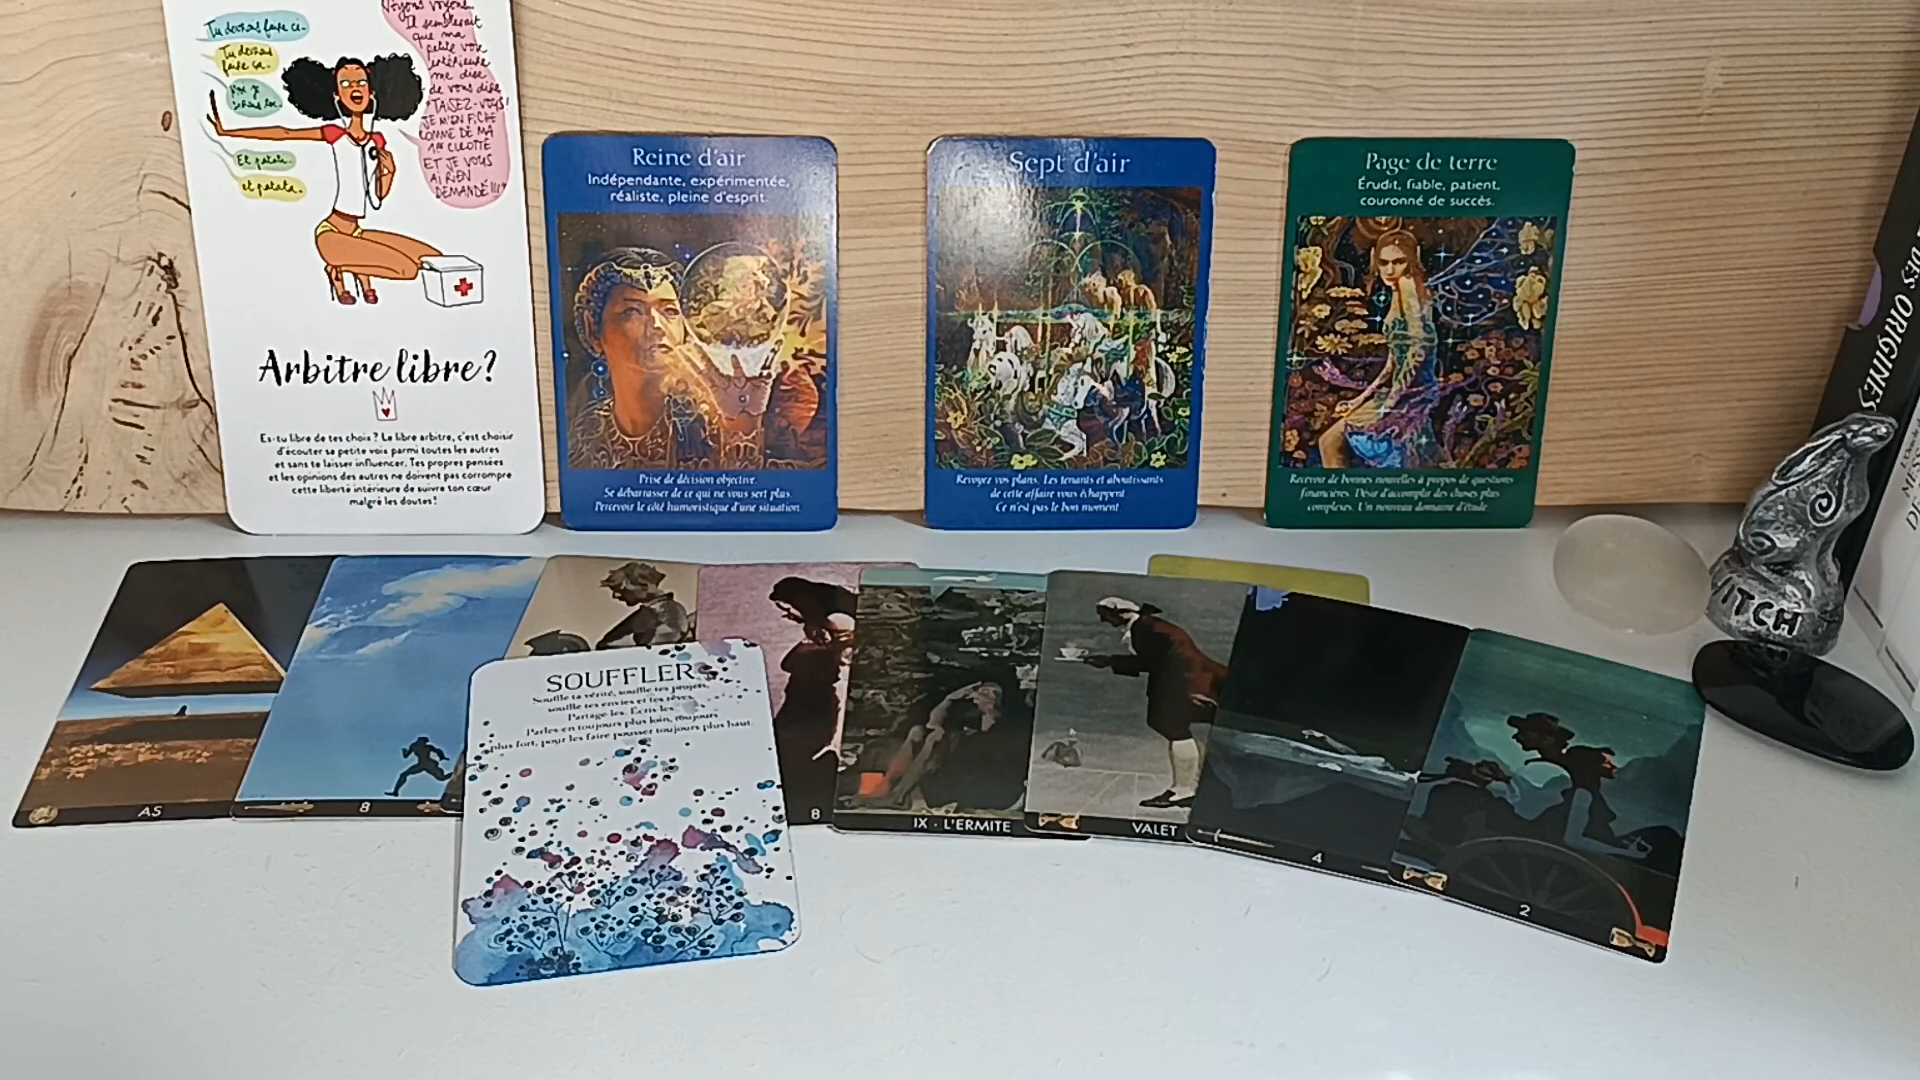 Tu devrais faire ci.
Tu devrais
faire ça.
Et patati.
et patata.
Voyons voyons...
Il semblerait
que ma
petite voix
intérieure
me dise
de vous dire
"TAISEZ-VOUS!
JE M'EN FICHE
COMME DE MA
1ère CULOTTE
ET JE VOUS
AI RIEN
DEMANDÉ!!!"
Arbitre libre?
Es-tu libre de tes choix ? Le libre arbitre, c'est choisir
d'écouter sa petite voix parmi toutes les autres
et sans te laisser influencer. Tes propres pensées
et les opinions des autres ne doivent pas corrompre
cette liberté intérieure de suivre ton cœur
malgré les doutes!
Reine d'air
Indépendante, expérimentée,
réaliste, pleine d'esprit.
Prise de décision objective.
Se débarrasser de ce qui ne vous sert plus.
Percevoir le côté humoristique d'une situation.
Sept d'air
Revoyez vos plans. Les tenants et aboutissants
de cette affaire vous échappent
Ce n'est pas le bon moment.
Page de terre
Érudit, fiable, patient,
couronné de succès.
Recevoir de bonnes nouvelles à propos de questions
financières. Désir d'accomplir des choses plus
complexes. Un nouveau domaine d'étude.
DES ORIGINES
WITCH
AS
8
SOUFFLER
Souffle ta vérité, souffle tes projets,
souffle tes envies et tes rêves.
Partage-les. Écris-les.
Parles-en toujours plus loin, toujours
plus fort, pour les faire pousser toujours plus haut.
8
IX · L'ERMITE
VALET
4
2